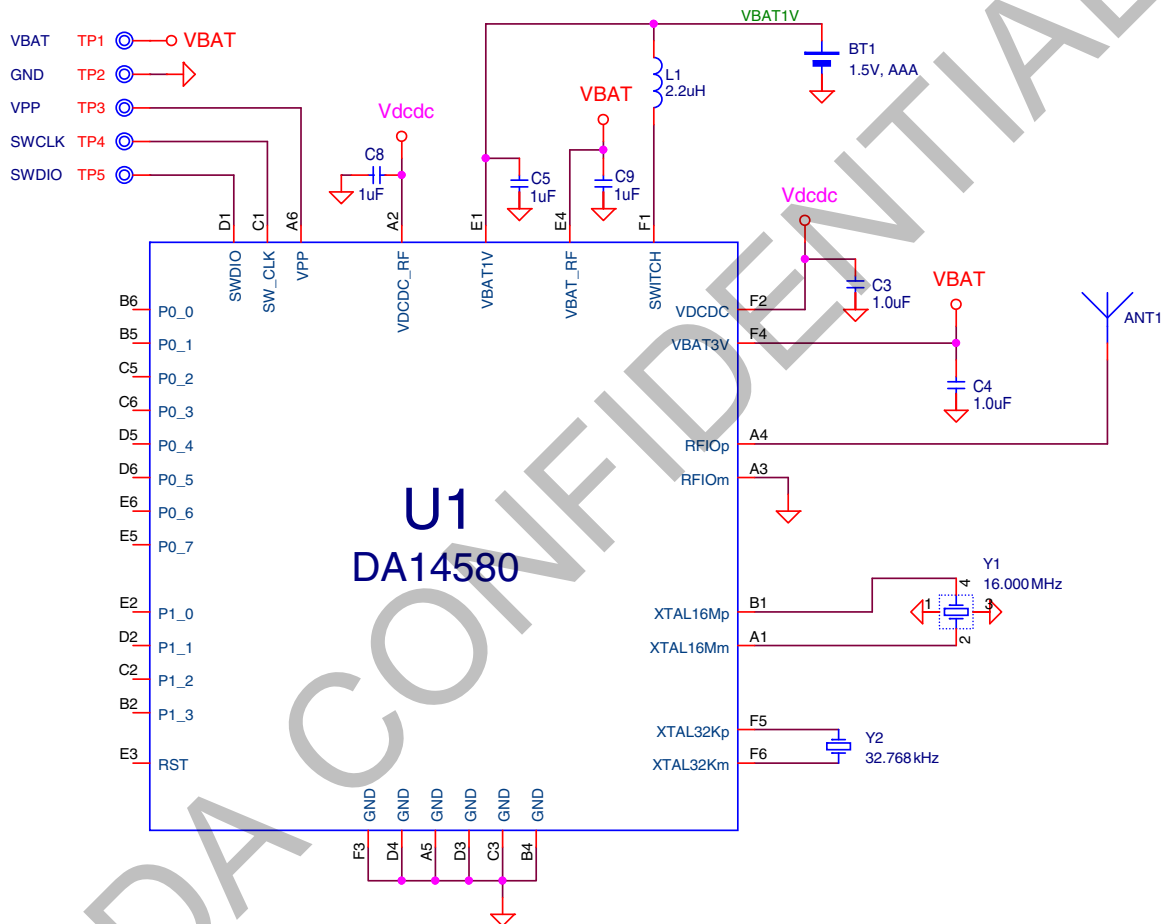 VBAT1V
VBAT TP1 VBAT
GND TP2
VPP TP3
SWCLK TP4
SWDIO TP5
BT1
1.5V, AAA
L1
2.2uH
VBAT
Vdcdc
C8
1uF
C5
1uF
C9
1uF
D1
C1
A6
A2
E1
E4
F1
SWDIO
SW_CLK
VPP
VDCDC_RF
VBAT1V
VBAT_RF
SWITCH
Vdcdc
C3
1.0uF
VBAT
C4
1.0uF
ANT1
B6 P0_0
B5 P0_1
C5 P0_2
C6 P0_3
D5 P0_4
D6 P0_5
E6 P0_6
E5 P0_7
E2 P1_0
D2 P1_1
C2 P1_2
B2 P1_3
E3 RST
U1
DA14580
VDCDC F2
VBAT3V F4
RFIOp A4
RFIOm A3
XTAL16Mp B1
XTAL16Mm A1
XTAL32Kp F5
XTAL32Km F6
Y1
16.000MHz
4
1
3
2
Y2
32.768kHz
GND
GND
GND
GND
GND
GND
F3
D4
A5
D3
C3
B4
DA CONFIDENTIAL